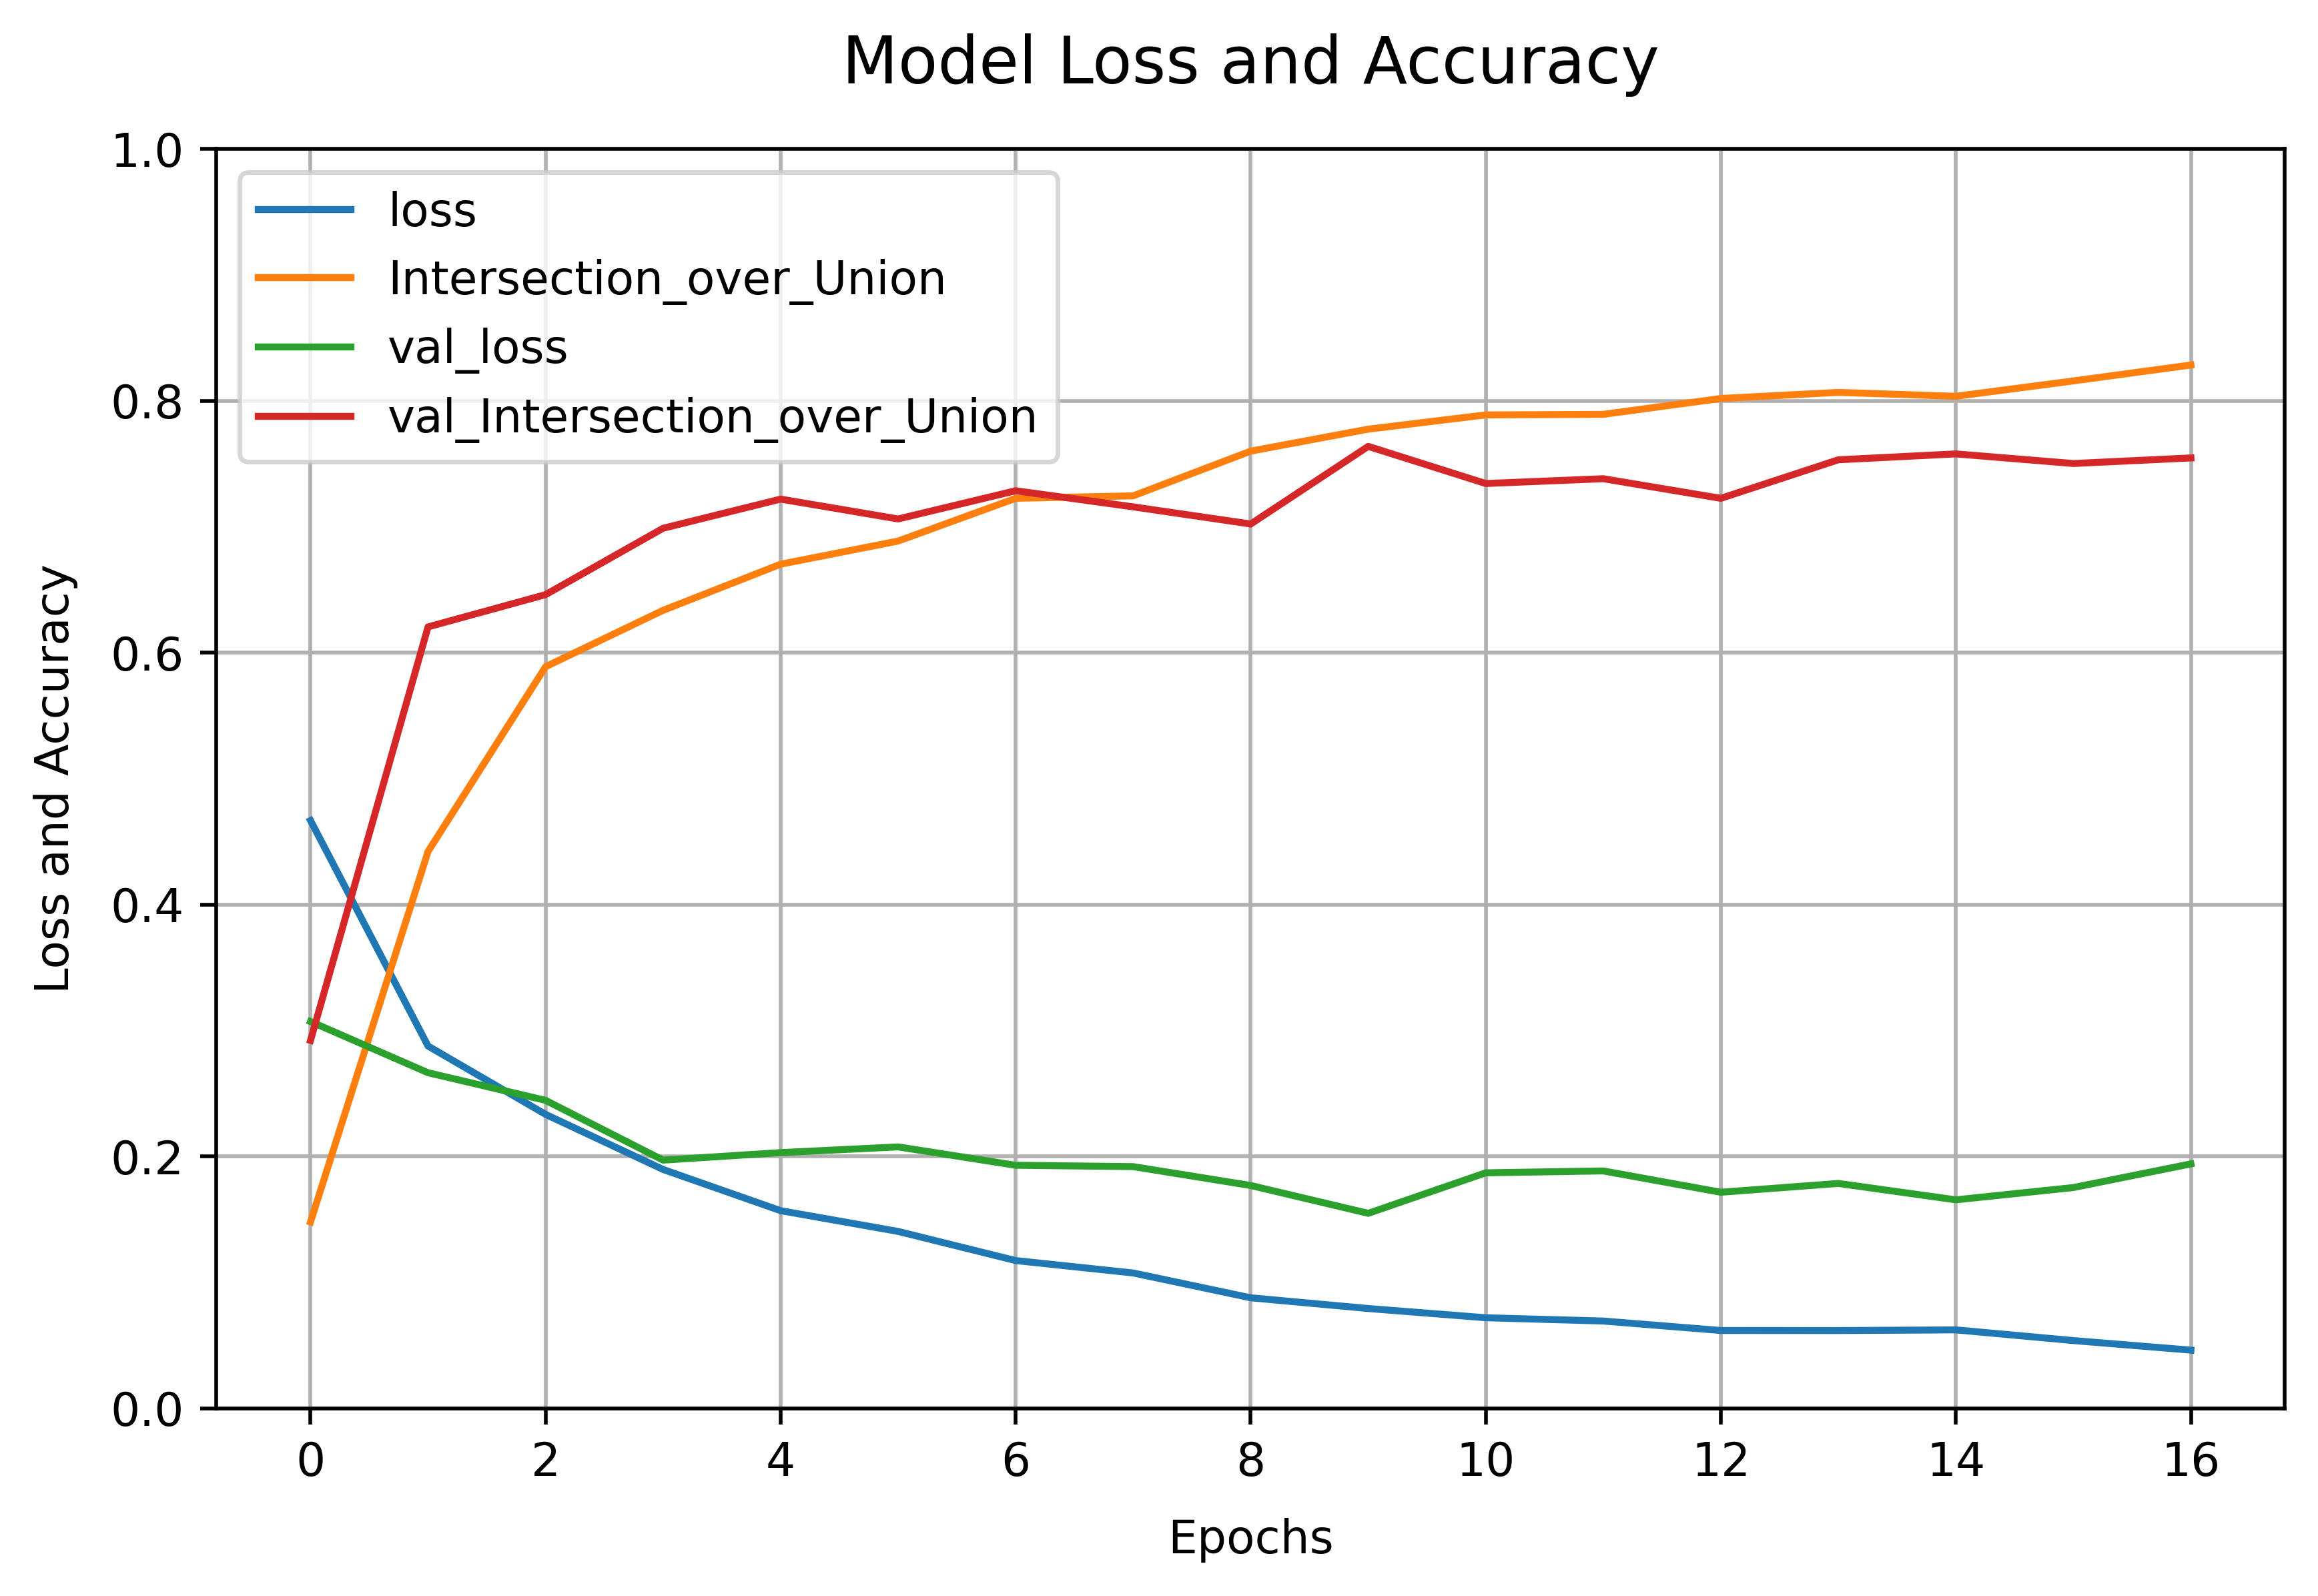 Model Loss and Accuracy
1.0
loss
Intersection_over_Union
val_loss
val_Intersection_over_Union
0.8
0.6
0.4
0.2
0.0
Loss and Accuracy
0 2 4 6 8 10 12 14 16
Epochs